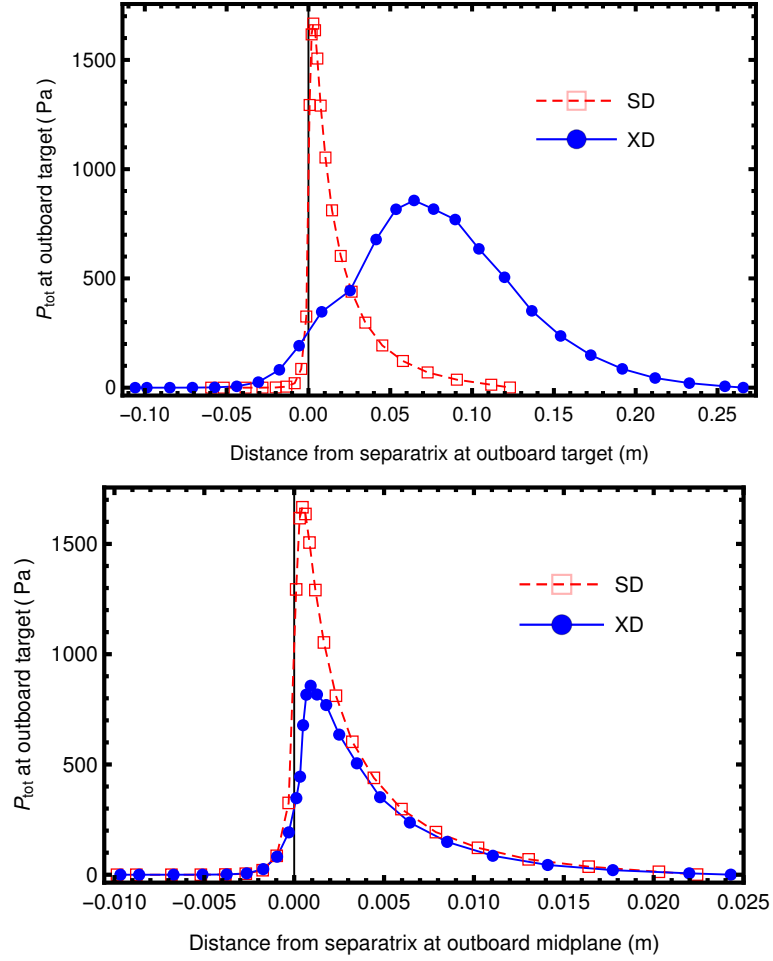 1500
1000
500
0
P_tot at outboard target ( Pa )
SD
XD
−0.10 −0.05 0.00 0.05 0.10 0.15 0.20 0.25
Distance from separatrix at outboard target (m)
1500
1000
500
0
P_tot at outboard target ( Pa )
SD
XD
−0.010 −0.005 0.000 0.005 0.010 0.015 0.020 0.025
Distance from separatrix at outboard midplane (m)